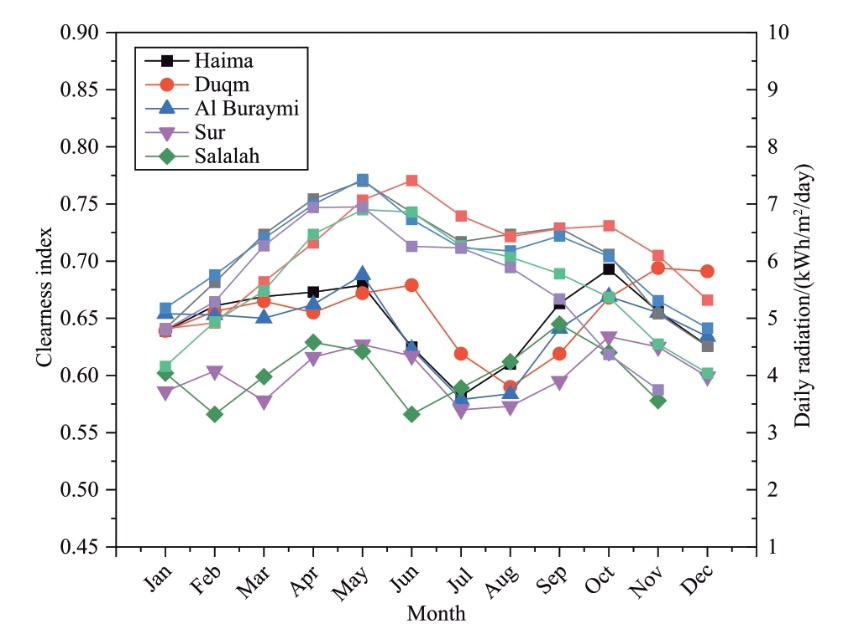 0.90
0.85
0.80
0.75
0.70
0.65
0.60
0.55
0.50
0.45
Clearness index
Haima
Duqm
Al Buraymi
Sur
Salalah
10
9
8
7
6
5
4
3
2
1
Daily radiation/(kWh/m²/day)
Jan Feb Mar Apr May Jun Jul Aug Sep Oct Nov Dec
Month